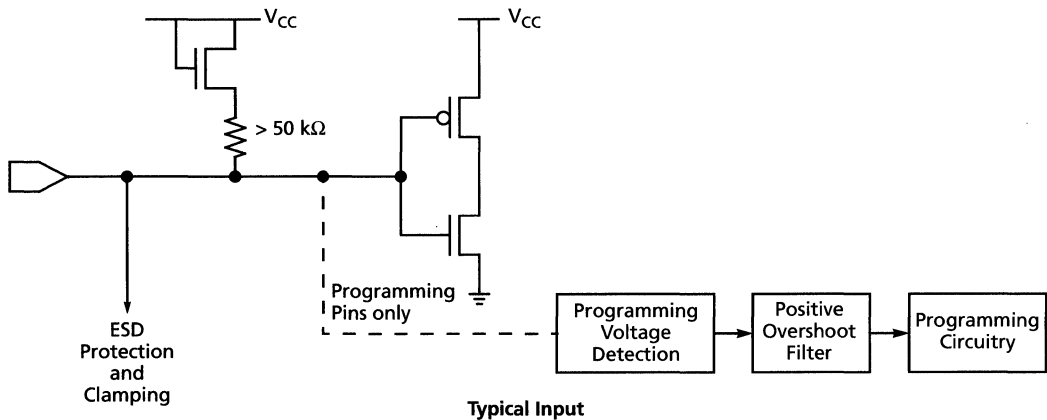 VCC
VCC
> 50 kΩ
Programming
Pins only
ESD
Protection
and
Clamping
Programming
Voltage
Detection
Positive
Overshoot
Filter
Programming
Circuitry
Typical Input